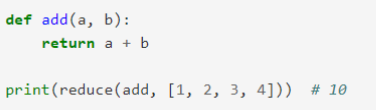 def add(a, b):
    return a + b
print(reduce(add, [1, 2, 3, 4]))  # 10